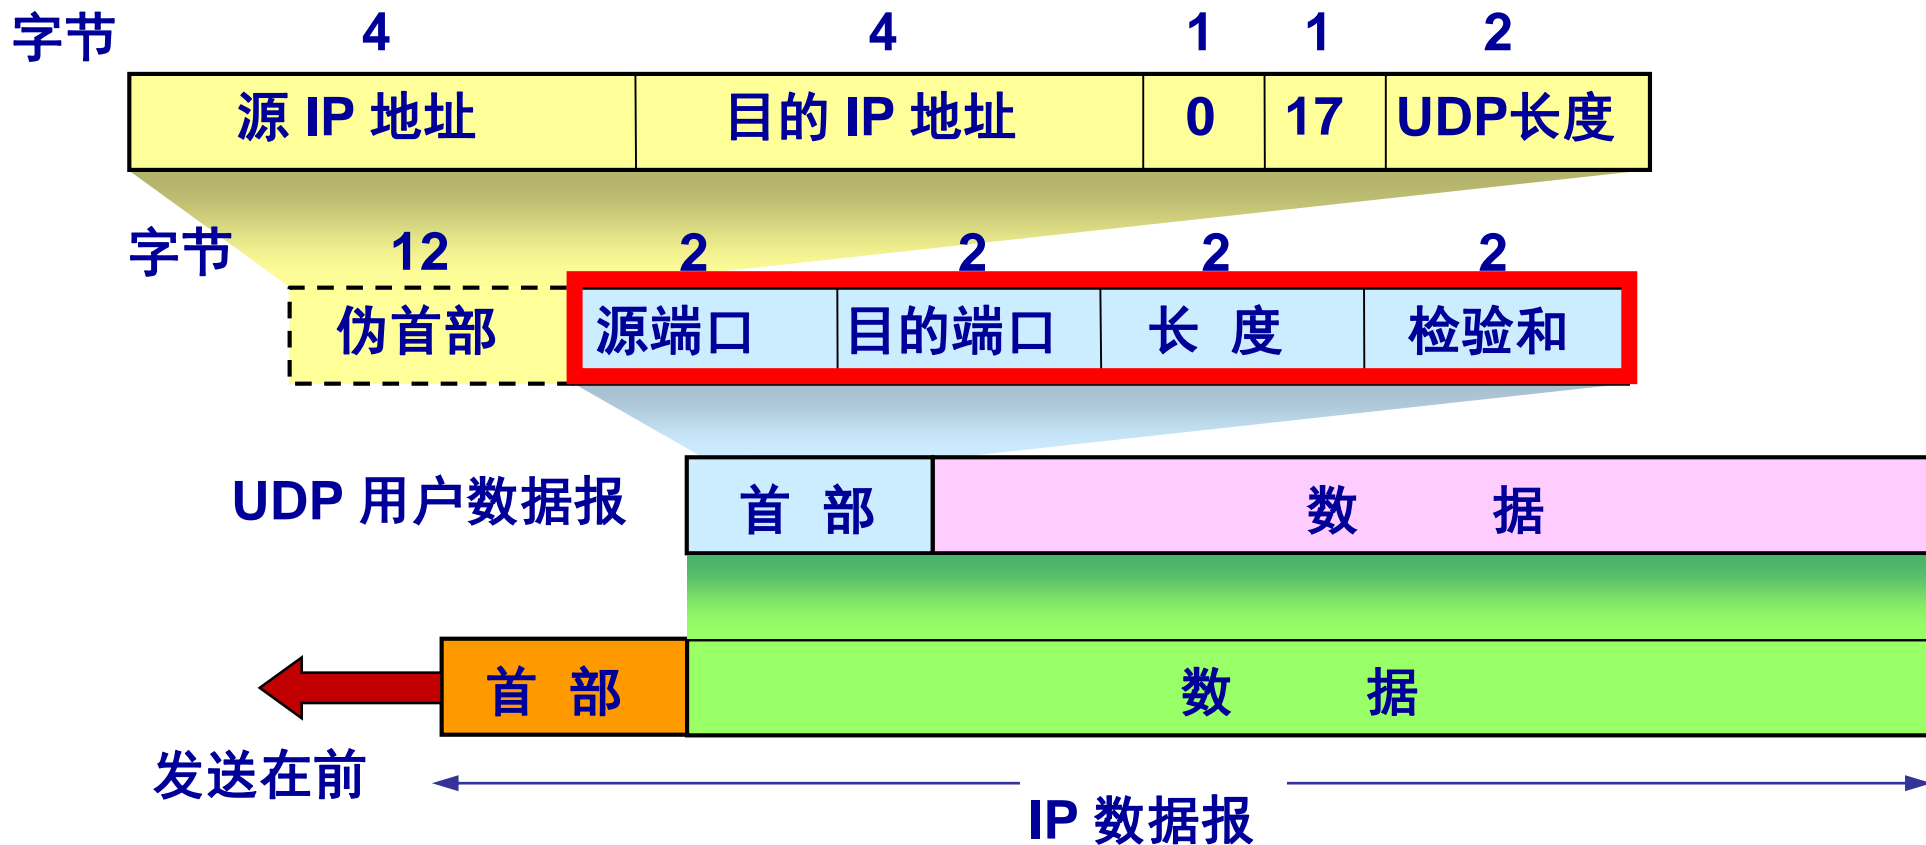 字节 4 4 1 1 2
源 IP 地址 目的 IP 地址 0 17 UDP长度
字节 12 2 2 2 2
伪首部 源端口 目的端口 长 度 检验和
UDP 用户数据报 首 部 数 据
首 部 数 据
发送在前
IP 数据报